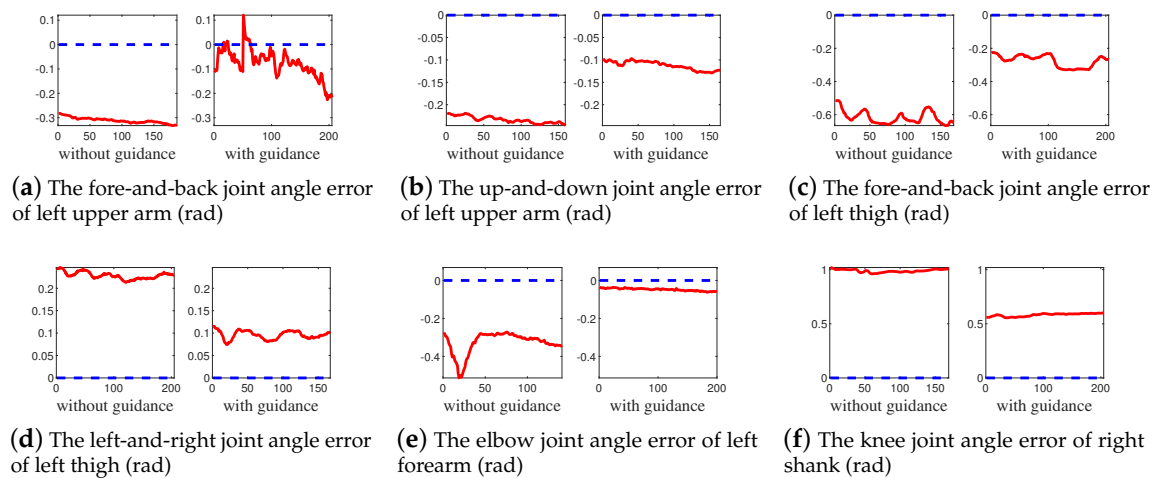 0.1
0
-0.1
-0.2
-0.3
0 50 100 150
without guidance
0.1
0
-0.1
-0.2
-0.3
0 100 200
with guidance
(a) The fore-and-back joint angle error
of left upper arm (rad)
0
-0.05
-0.1
-0.15
-0.2
0 50 100 150
without guidance
0
-0.05
-0.1
-0.15
-0.2
0 50 100 150
with guidance
(b) The up-and-down joint angle error
of left upper arm (rad)
0
-0.2
-0.4
-0.6
0 50 100 150
without guidance
0
-0.2
-0.4
-0.6
0 100 200
with guidance
(c) The fore-and-back joint angle error
of left thigh (rad)
0.2
0.15
0.1
0.05
0
0 100 200
without guidance
0.2
0.15
0.1
0.05
0
0 50 100 150
with guidance
(d) The left-and-right joint angle error
of left thigh (rad)
0
-0.2
-0.4
0 50 100
without guidance
0
-0.2
-0.4
0 100 200
with guidance
(e) The elbow joint angle error of left
forearm (rad)
1
0.5
0
0 50 100 150
without guidance
1
0.5
0
0 100 200
with guidance
(f) The knee joint angle error of right
shank (rad)